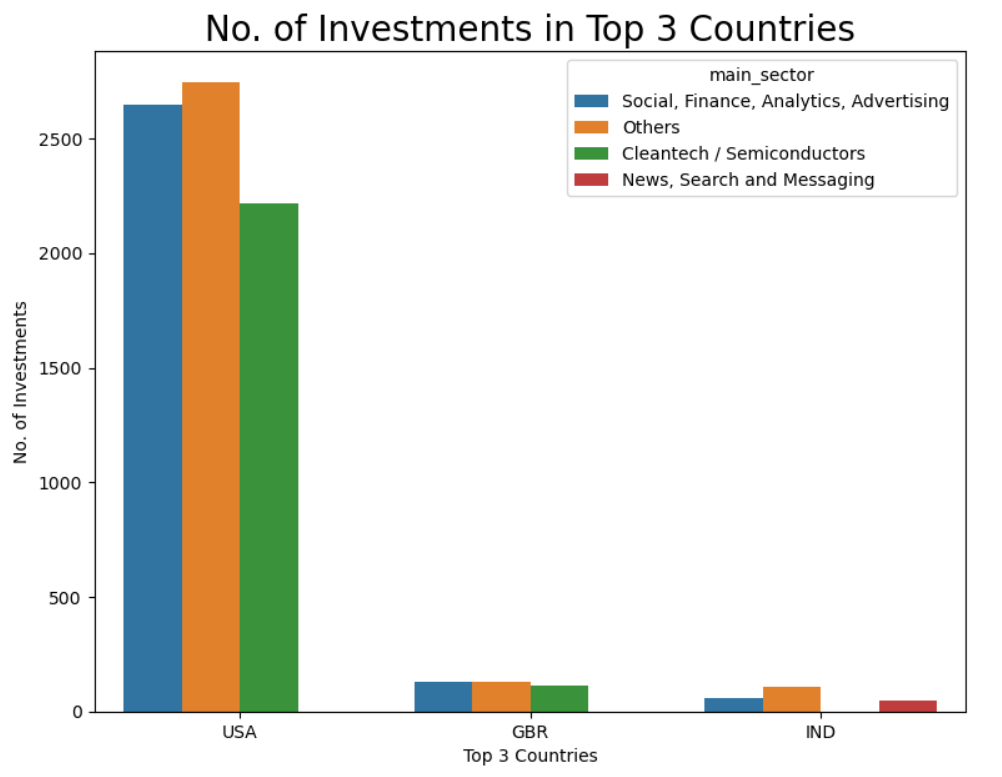 No. of Investments in Top 3 Countries
main_sector
Social, Finance, Analytics, Advertising
Others
Cleantech / Semiconductors
News, Search and Messaging
No. of Investments
2500
2000
1500
1000
500
0
USA GBR IND
Top 3 Countries